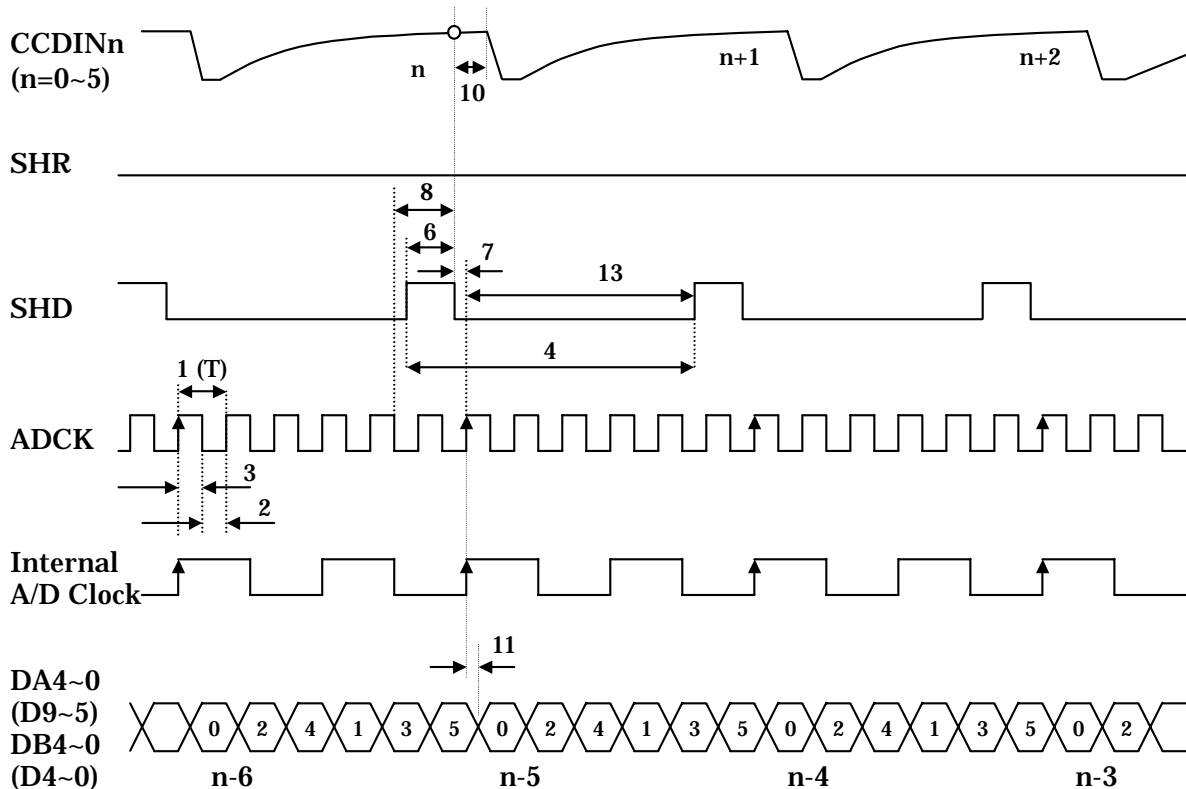 CCDINn
(n=0~5)
n
n+1
n+2
10
SHR
8
6
7
13
SHD
4
1 (T)
ADCK
3
2
Internal
A/D Clock
11
DA4~0
(D9~5)
DB4~0
(D4~0)
0 2 4 1 3 5 0 2 4 1 3 5 0 2 4 1 3 5 0 2
n-6
n-5
n-4
n-3